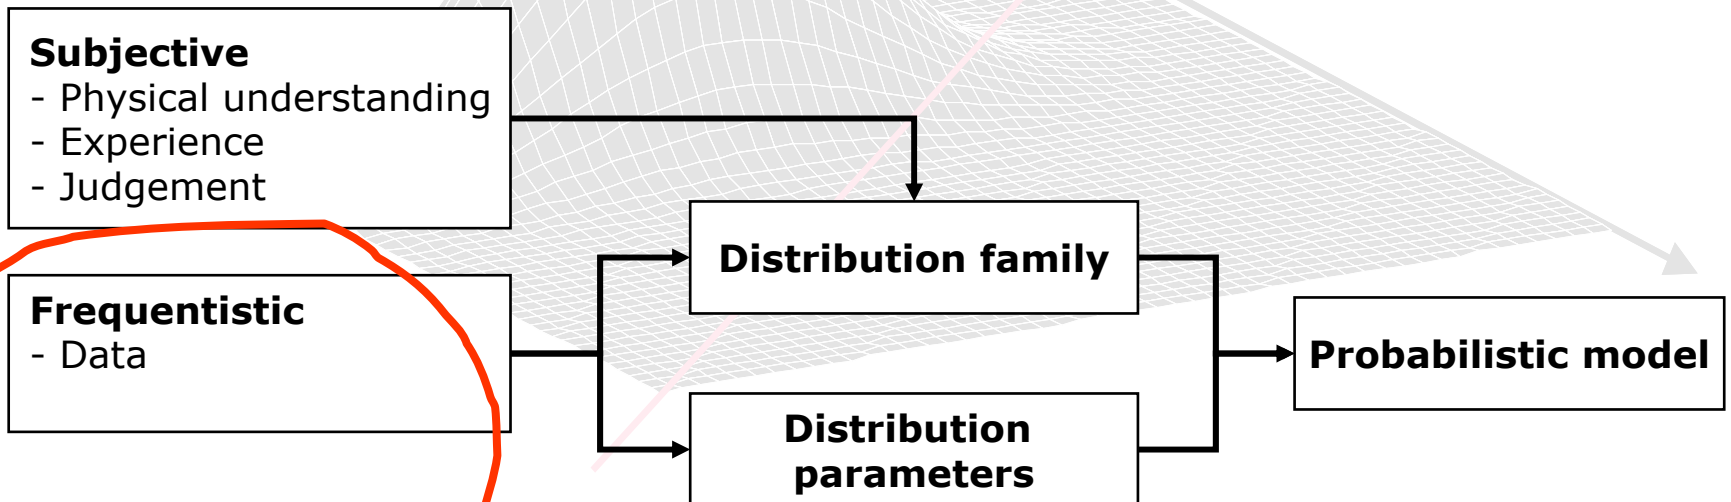 Subjective
- Physical understanding
- Experience
- Judgement
Frequentistic
- Data
Distribution family
Distribution
parameters
Probabilistic model